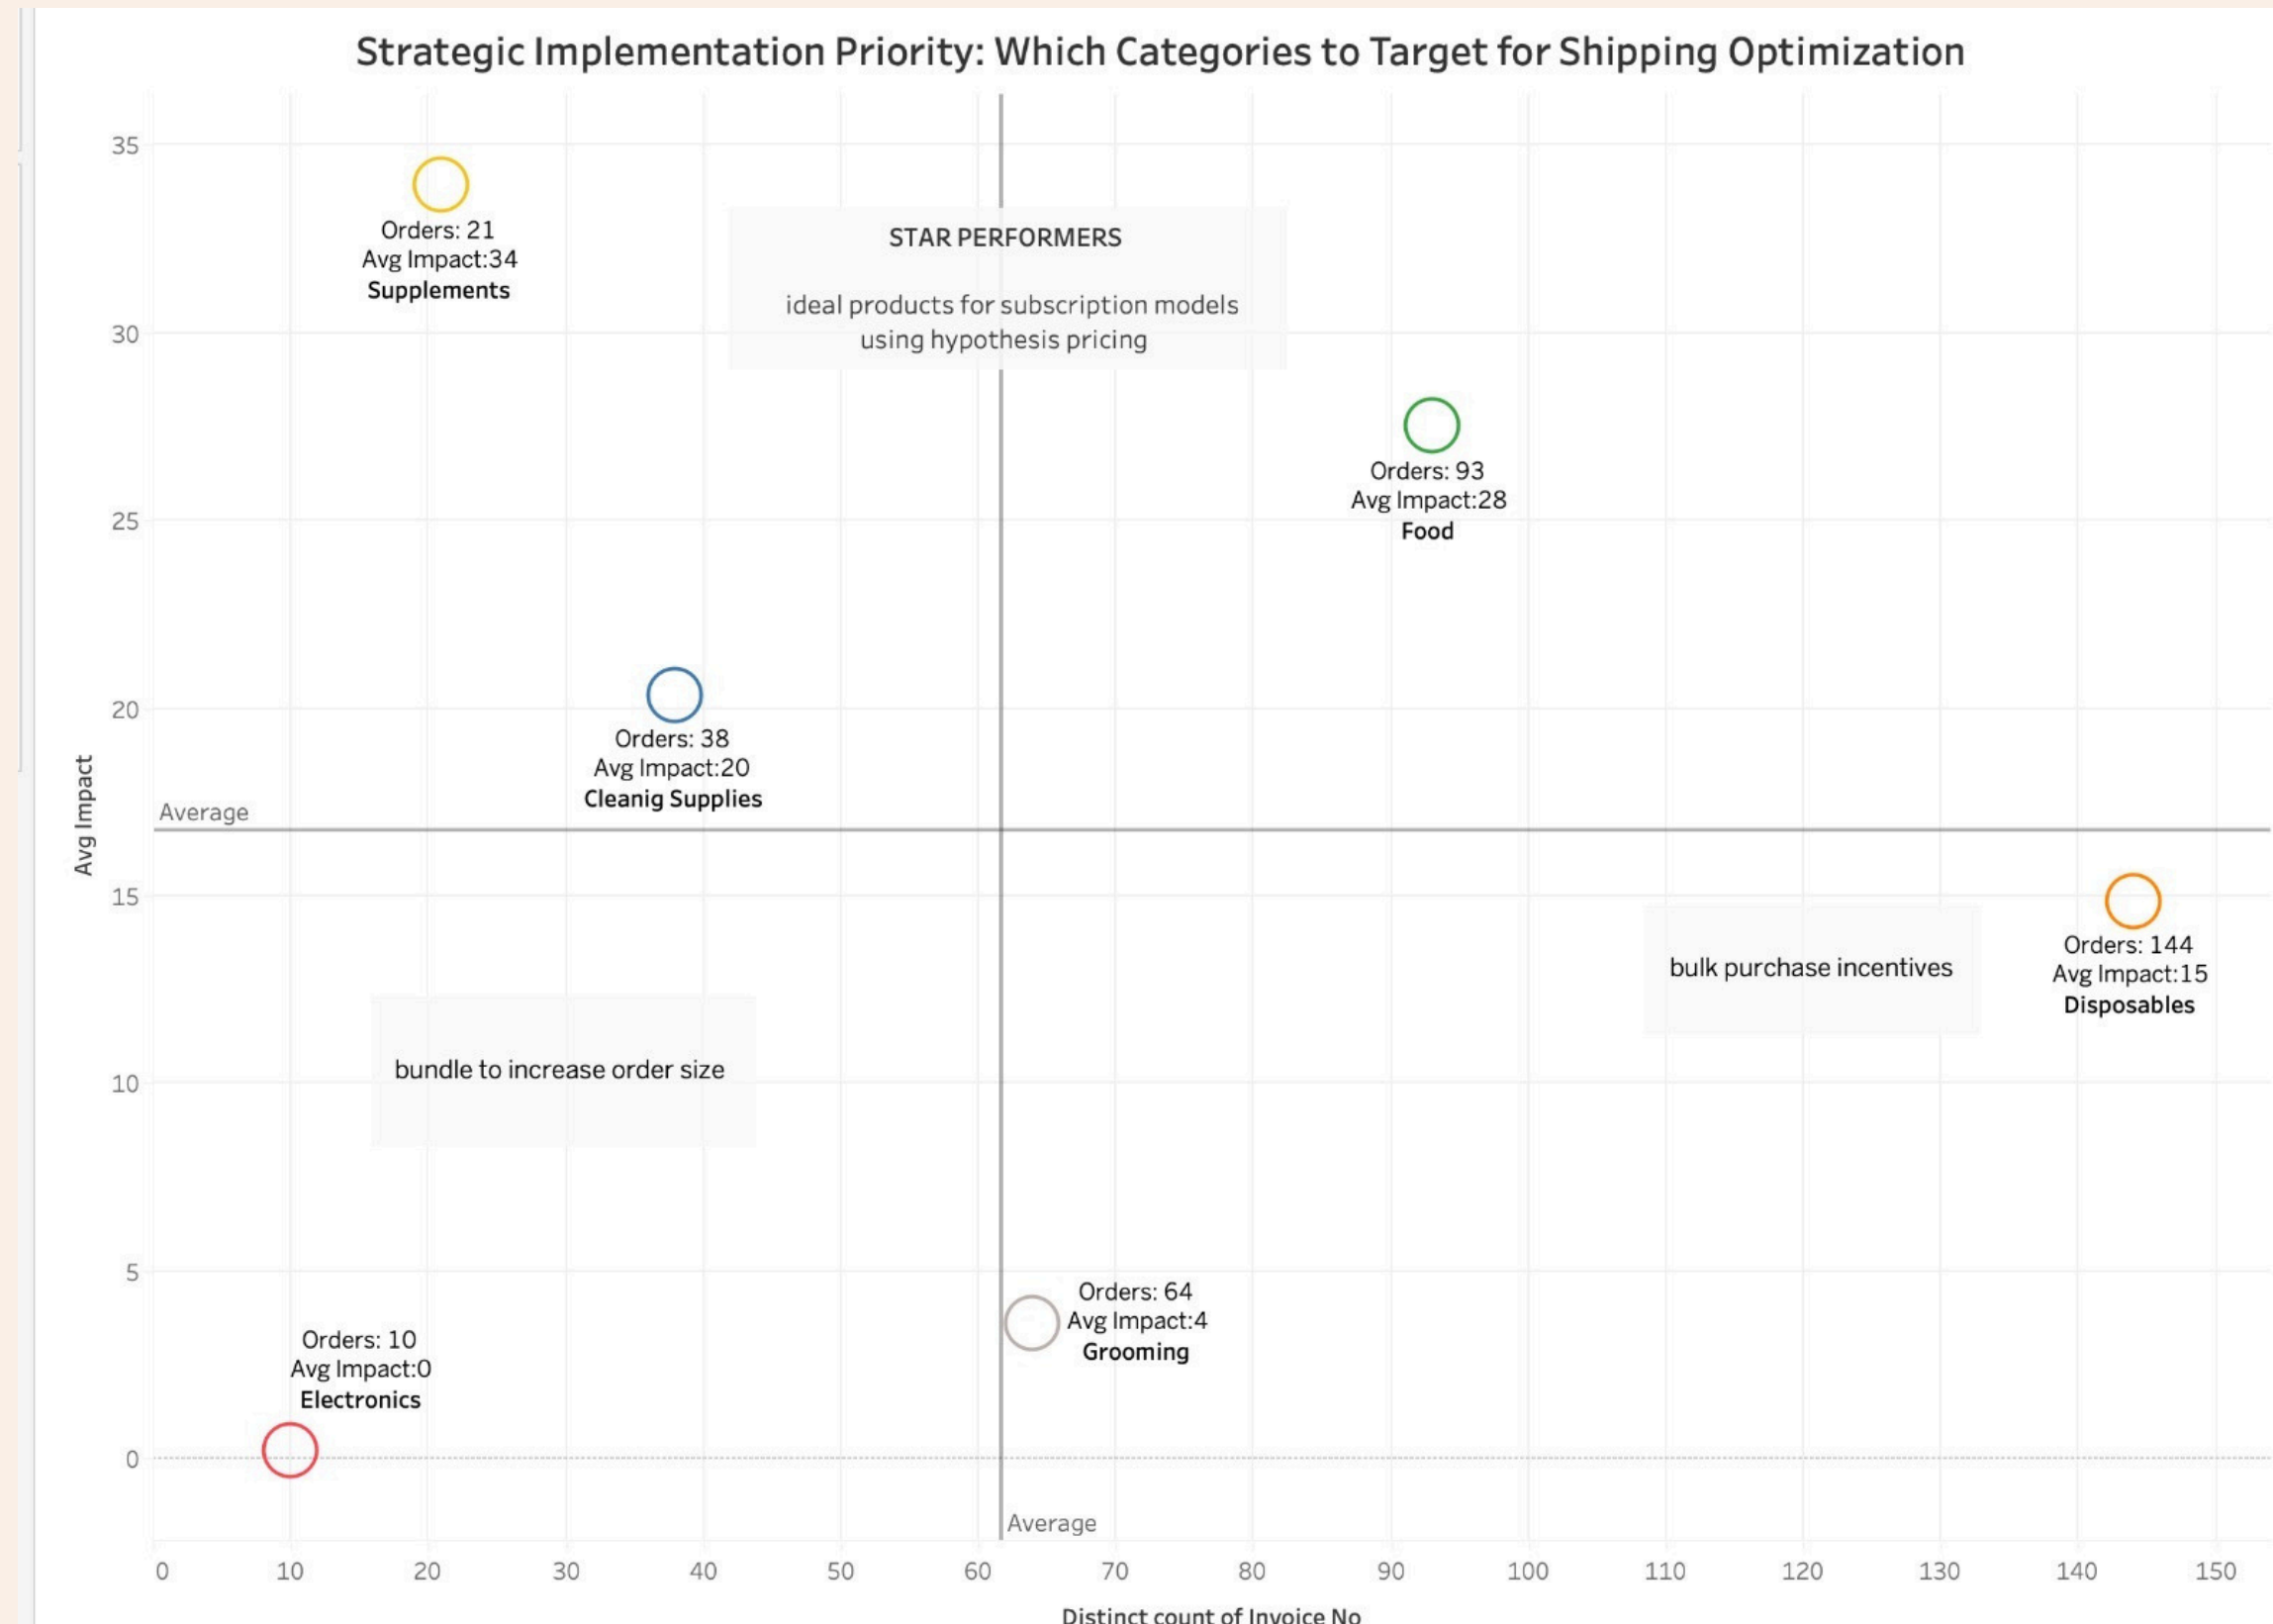 Strategic Implementation Priority: Which Categories to Target for Shipping Optimization
35
Orders: 21
Avg Impact:34
Supplements
STAR PERFORMERS
ideal products for subscription models
using hypothesis pricing
30
Orders: 93
Avg Impact:28
Food
25
20
Orders: 38
Avg Impact:20
Cleanig Supplies
Average
Avg Impact
15
Orders: 144
Avg Impact:15
Disposables
bulk purchase incentives
bundle to increase order size
10
5
Orders: 64
Avg Impact:4
Grooming
Orders: 10
Avg Impact:0
Electronics
0
Average
0 10 20 30 40 50 60 70 80 90 100 110 120 130 140 150
Distinct count of Invoice No